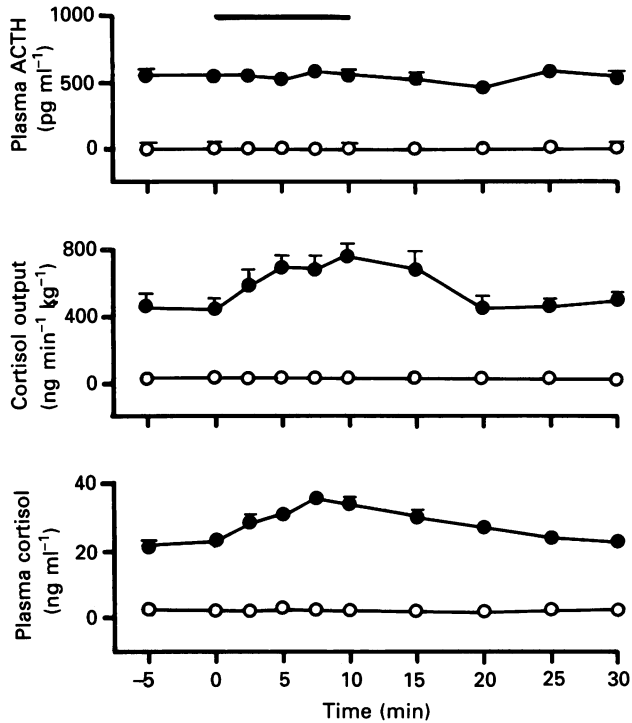 Plasma ACTH
(pg ml⁻¹)
1000
500
0
Cortisol output
(ng min⁻¹ kg⁻¹)
800
400
0
Plasma cortisol
(ng ml⁻¹)
40
20
0
–5 0 5 10 15 20 25 30
Time (min)